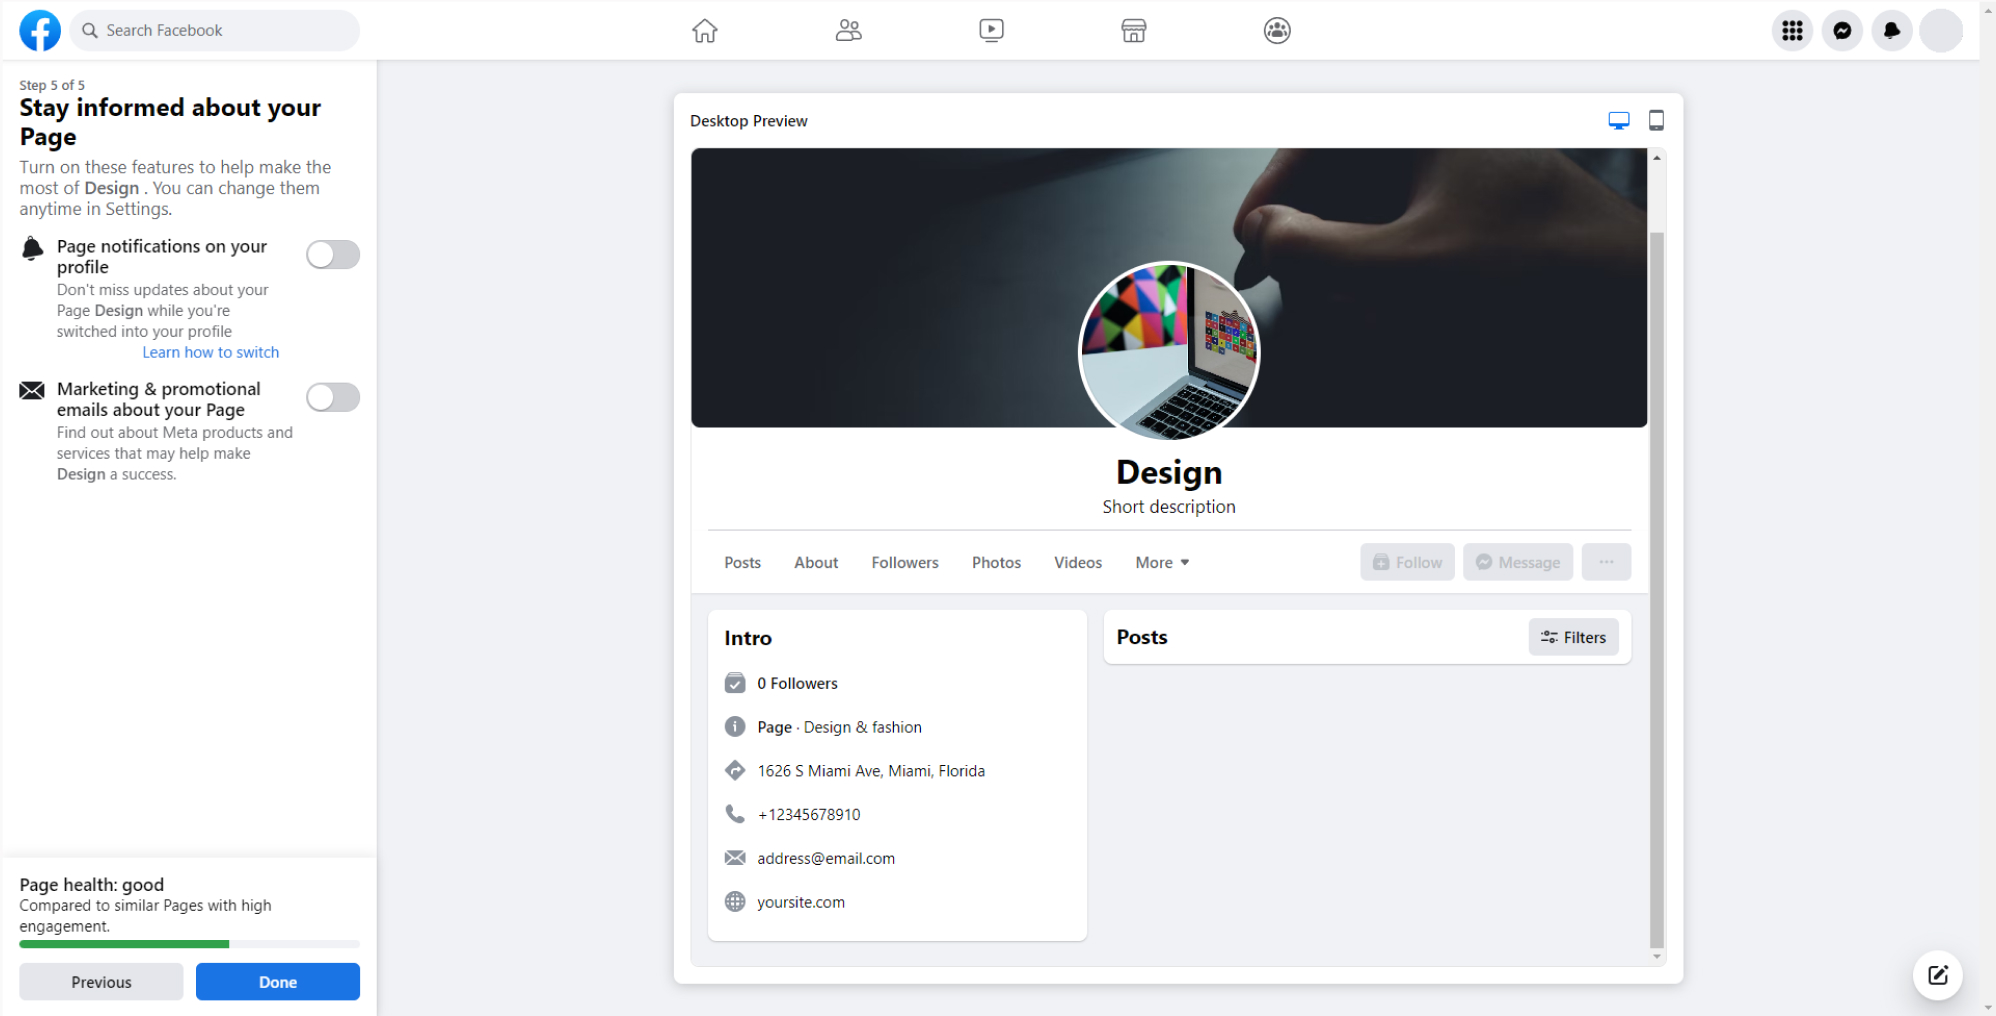 Search Facebook
Step 5 of 5
Stay informed about your
Page
Turn on these features to help make the
most of Design . You can change them
anytime in Settings.
Page notifications on your
profile
Don't miss updates about your
Page Design while you're
switched into your profile
Learn how to switch
Marketing & promotional
emails about your Page
Find out about Meta products and
services that may help make
Design a success.
Page health: good
Compared to similar Pages with high
engagement.
Previous
Done
Desktop Preview
Design
Short description
Posts
About
Followers
Photos
Videos
More
Follow
Message
Intro
0 Followers
Page · Design & fashion
1626 S Miami Ave, Miami, Florida
+12345678910
address@email.com
yoursite.com
Posts
Filters